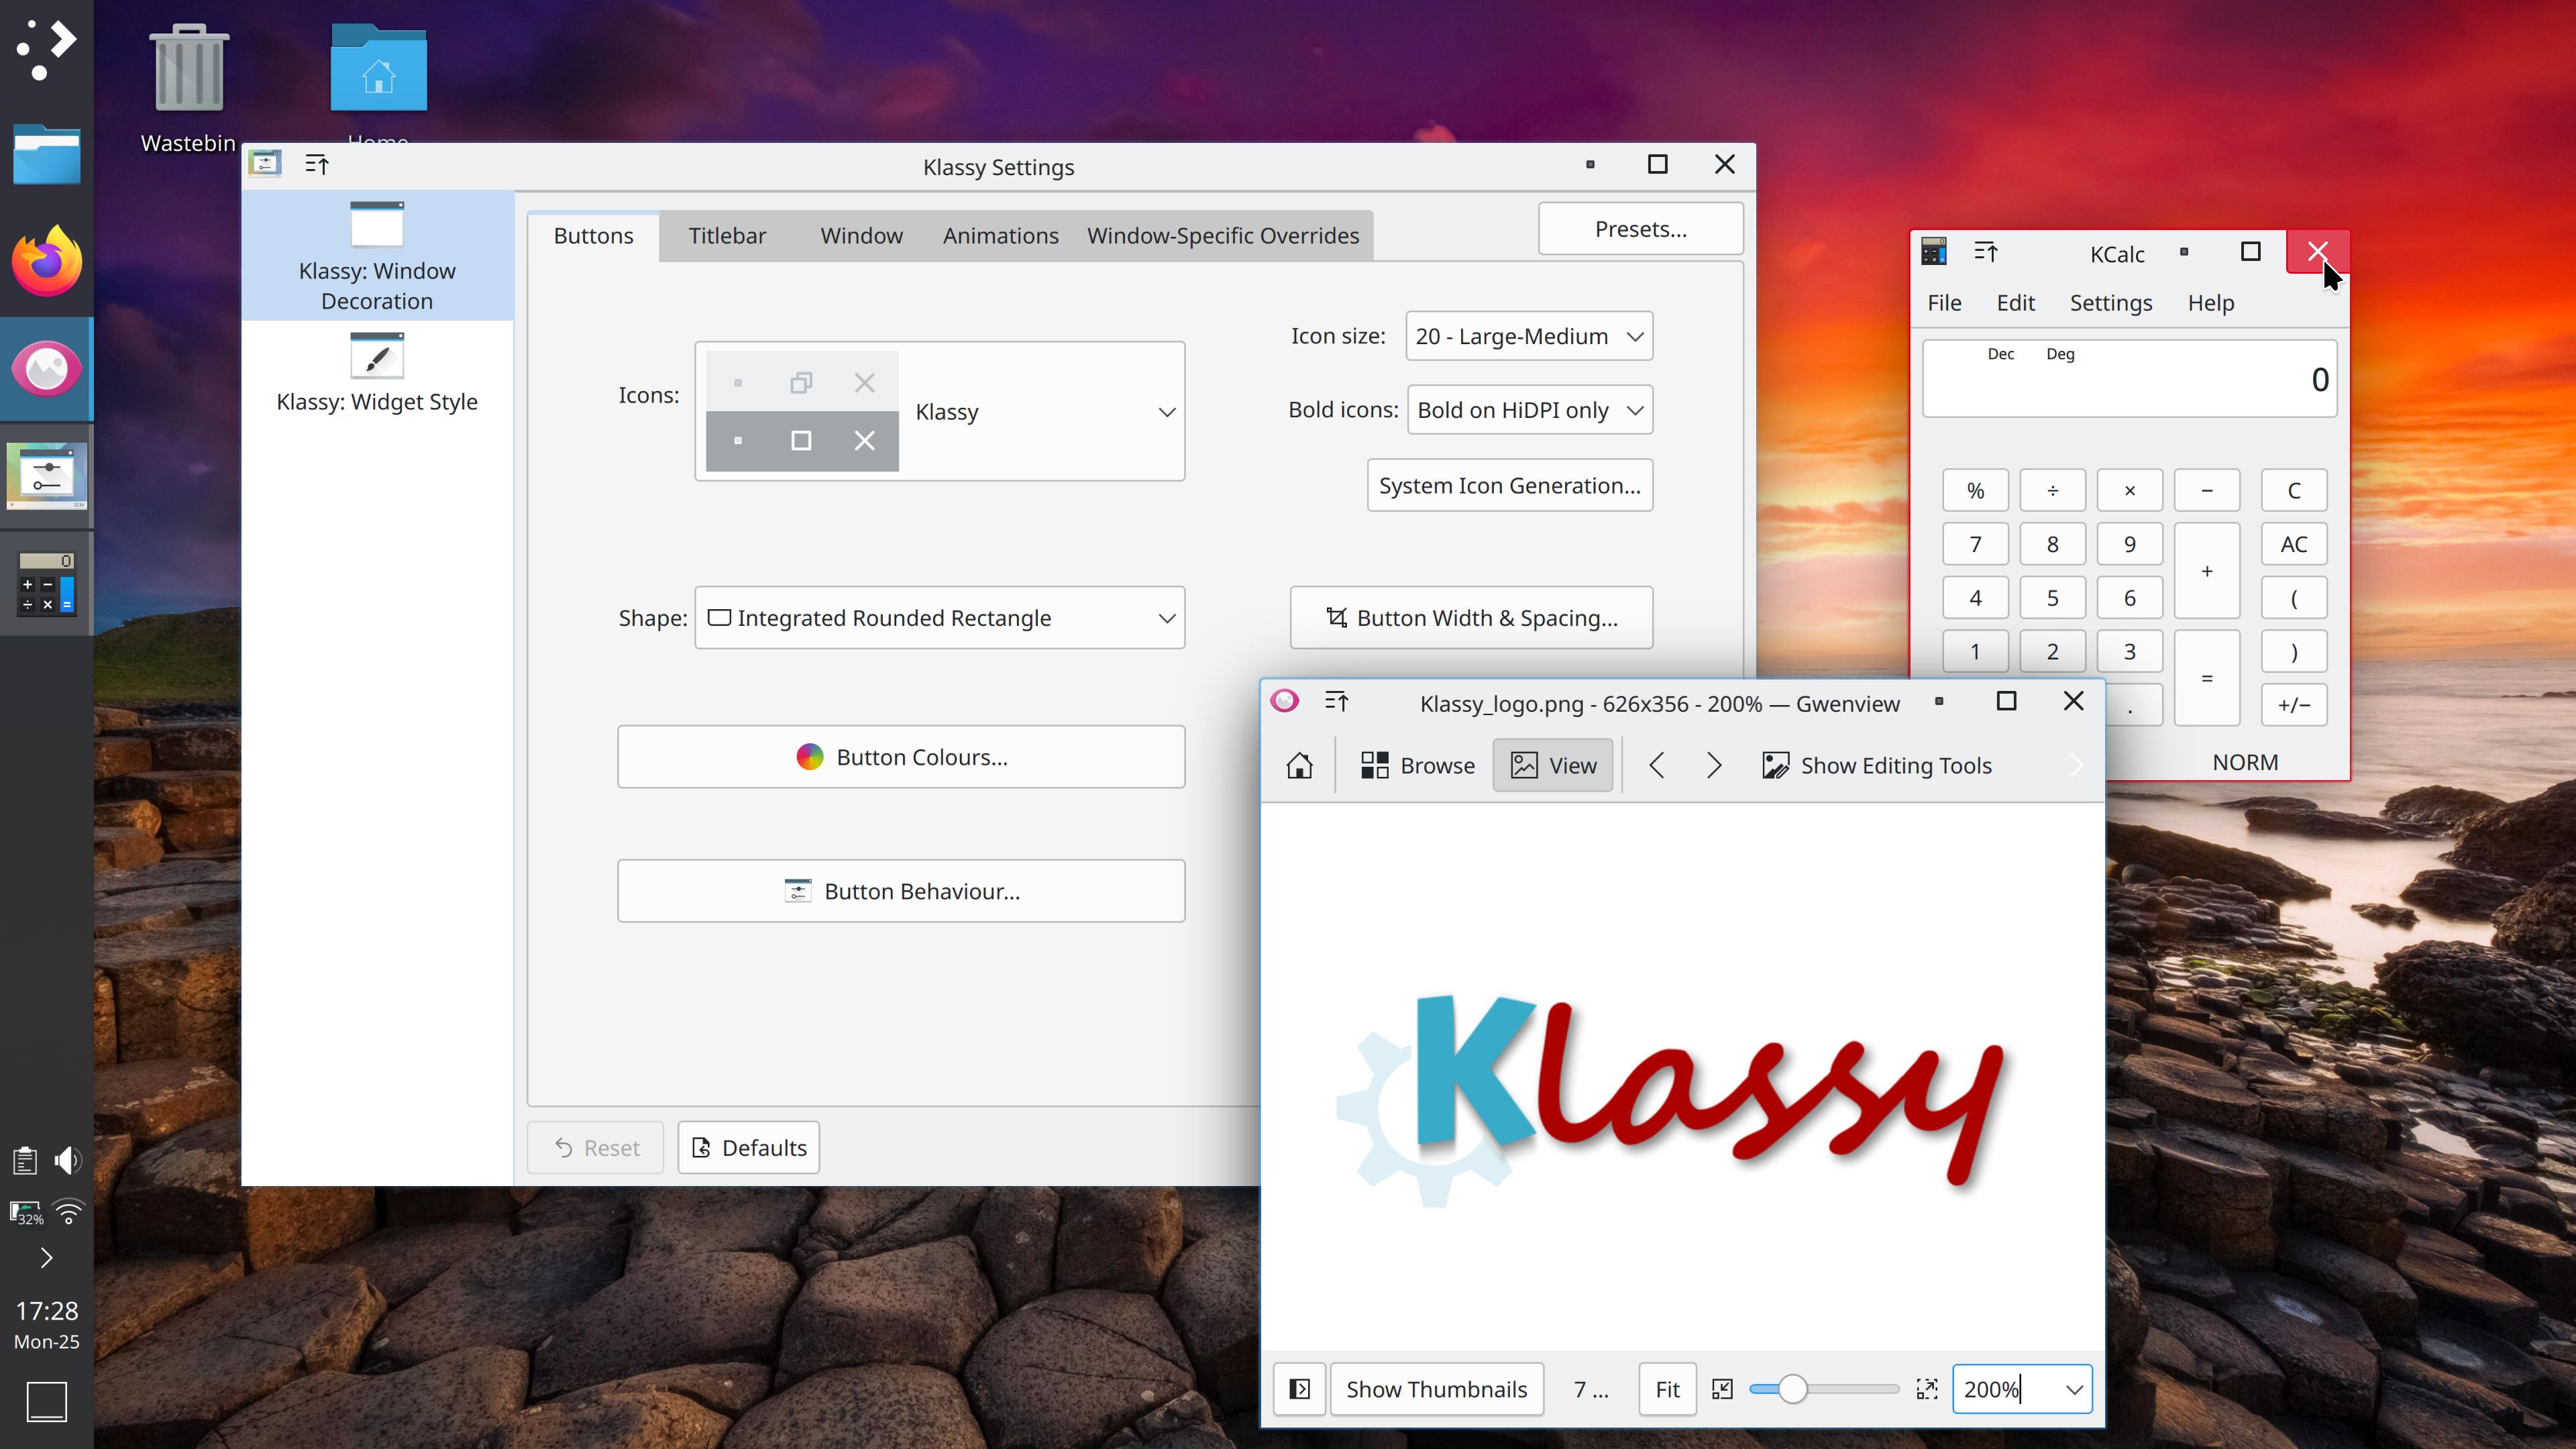 Wastebin
Home
Klassy Settings
Klassy: Window
Decoration
Klassy: Widget Style
Buttons
Titlebar
Window
Animations
Window-Specific Overrides
Presets...
Icons:
Klassy
Icon size:
20 - Large-Medium
Bold icons:
Bold on HiDPI only
System Icon Generation...
Shape:
Integrated Rounded Rectangle
Button Width & Spacing...
Button Colours...
Button Behaviour...
Reset
Defaults
KCalc
File Edit Settings Help
Dec Deg
0
% ÷ × − C
7 8 9 + AC
4 5 6 (
1 2 3 = )
. +/−
NORM
Klassy_logo.png - 626x356 - 200% — Gwenview
Browse
View
Show Editing Tools
Klassy
Show Thumbnails
7 ...
Fit
200%
0
32%
17:28
Mon-25